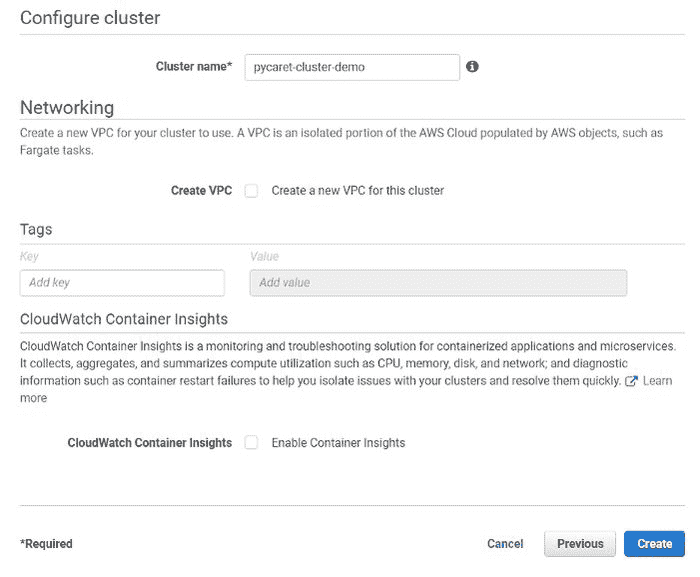 Configure cluster
Cluster name* pycaret-cluster-demo
Networking
Create a new VPC for your cluster to use. A VPC is an isolated portion of the AWS Cloud populated by AWS objects, such as
Fargate tasks.
Create VPC Create a new VPC for this cluster
Tags
Key Value
Add key Add value
CloudWatch Container Insights
CloudWatch Container Insights is a monitoring and troubleshooting solution for containerized applications and microservices.
It collects, aggregates, and summarizes compute utilization such as CPU, memory, disk, and network; and diagnostic
information such as container restart failures to help you isolate issues with your clusters and resolve them quickly. Learn
more
CloudWatch Container Insights Enable Container Insights
*Required Cancel Previous Create